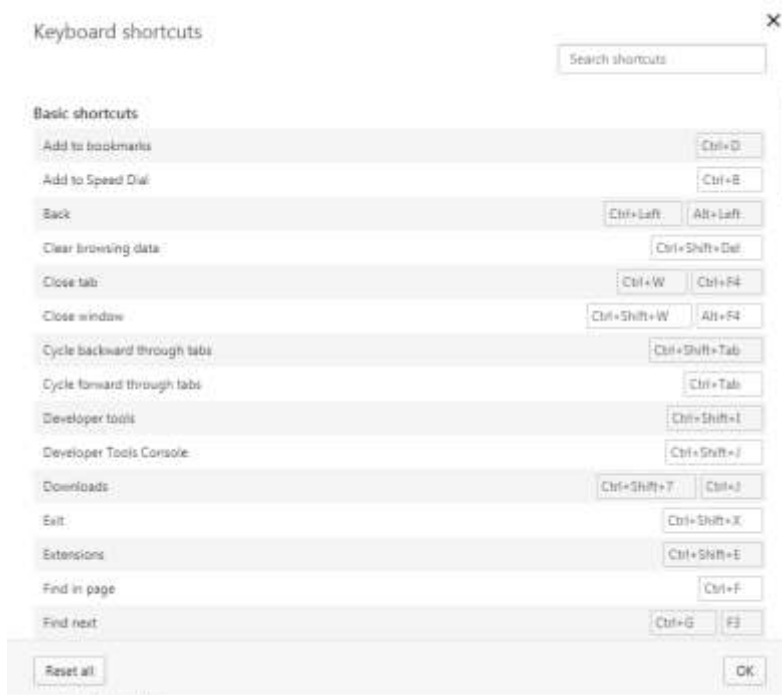 Keyboard shortcuts
Search shortcuts
Basic shortcuts
Add to bookmarks Ctrl+D
Add to Speed Dial Ctrl+B
Back Ctrl+Left Alt+Left
Clear browsing data Ctrl+Shift+Del
Close tab Ctrl+W Ctrl+F4
Close window Ctrl+Shift+W Alt+F4
Cycle backward through tabs Ctrl+Shift+Tab
Cycle forward through tabs Ctrl+Tab
Developer tools Ctrl+Shift+I
Developer Tools Console Ctrl+Shift+J
Downloads Ctrl+Shift+7 Ctrl+J
Exit Ctrl+Shift+X
Extensions Ctrl+Shift+E
Find in page Ctrl+F
Find next Ctrl+G F3
Reset all OK